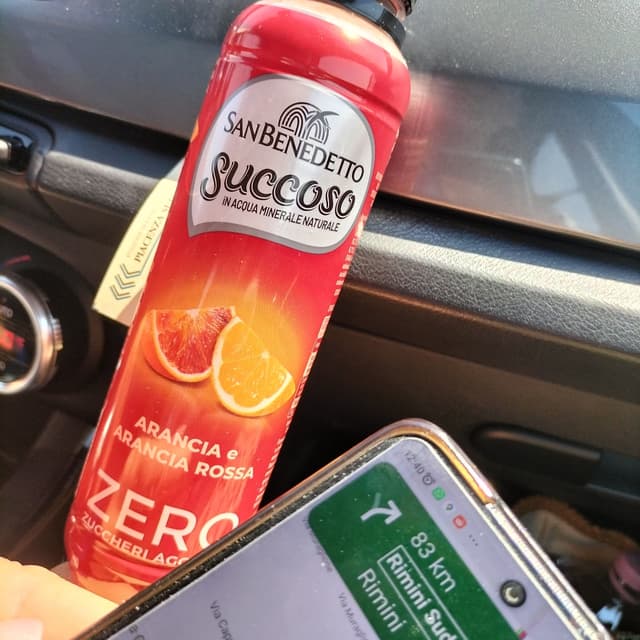 SAN BENEDETTO
succoso
IN ACQUA MINERALE NATURALE
PIACENZA
ARANCIA e
ARANCIA ROSSA
ZERO
ZUCCHERI AGG
12:40
83 km
Rimini Sud
Rimini